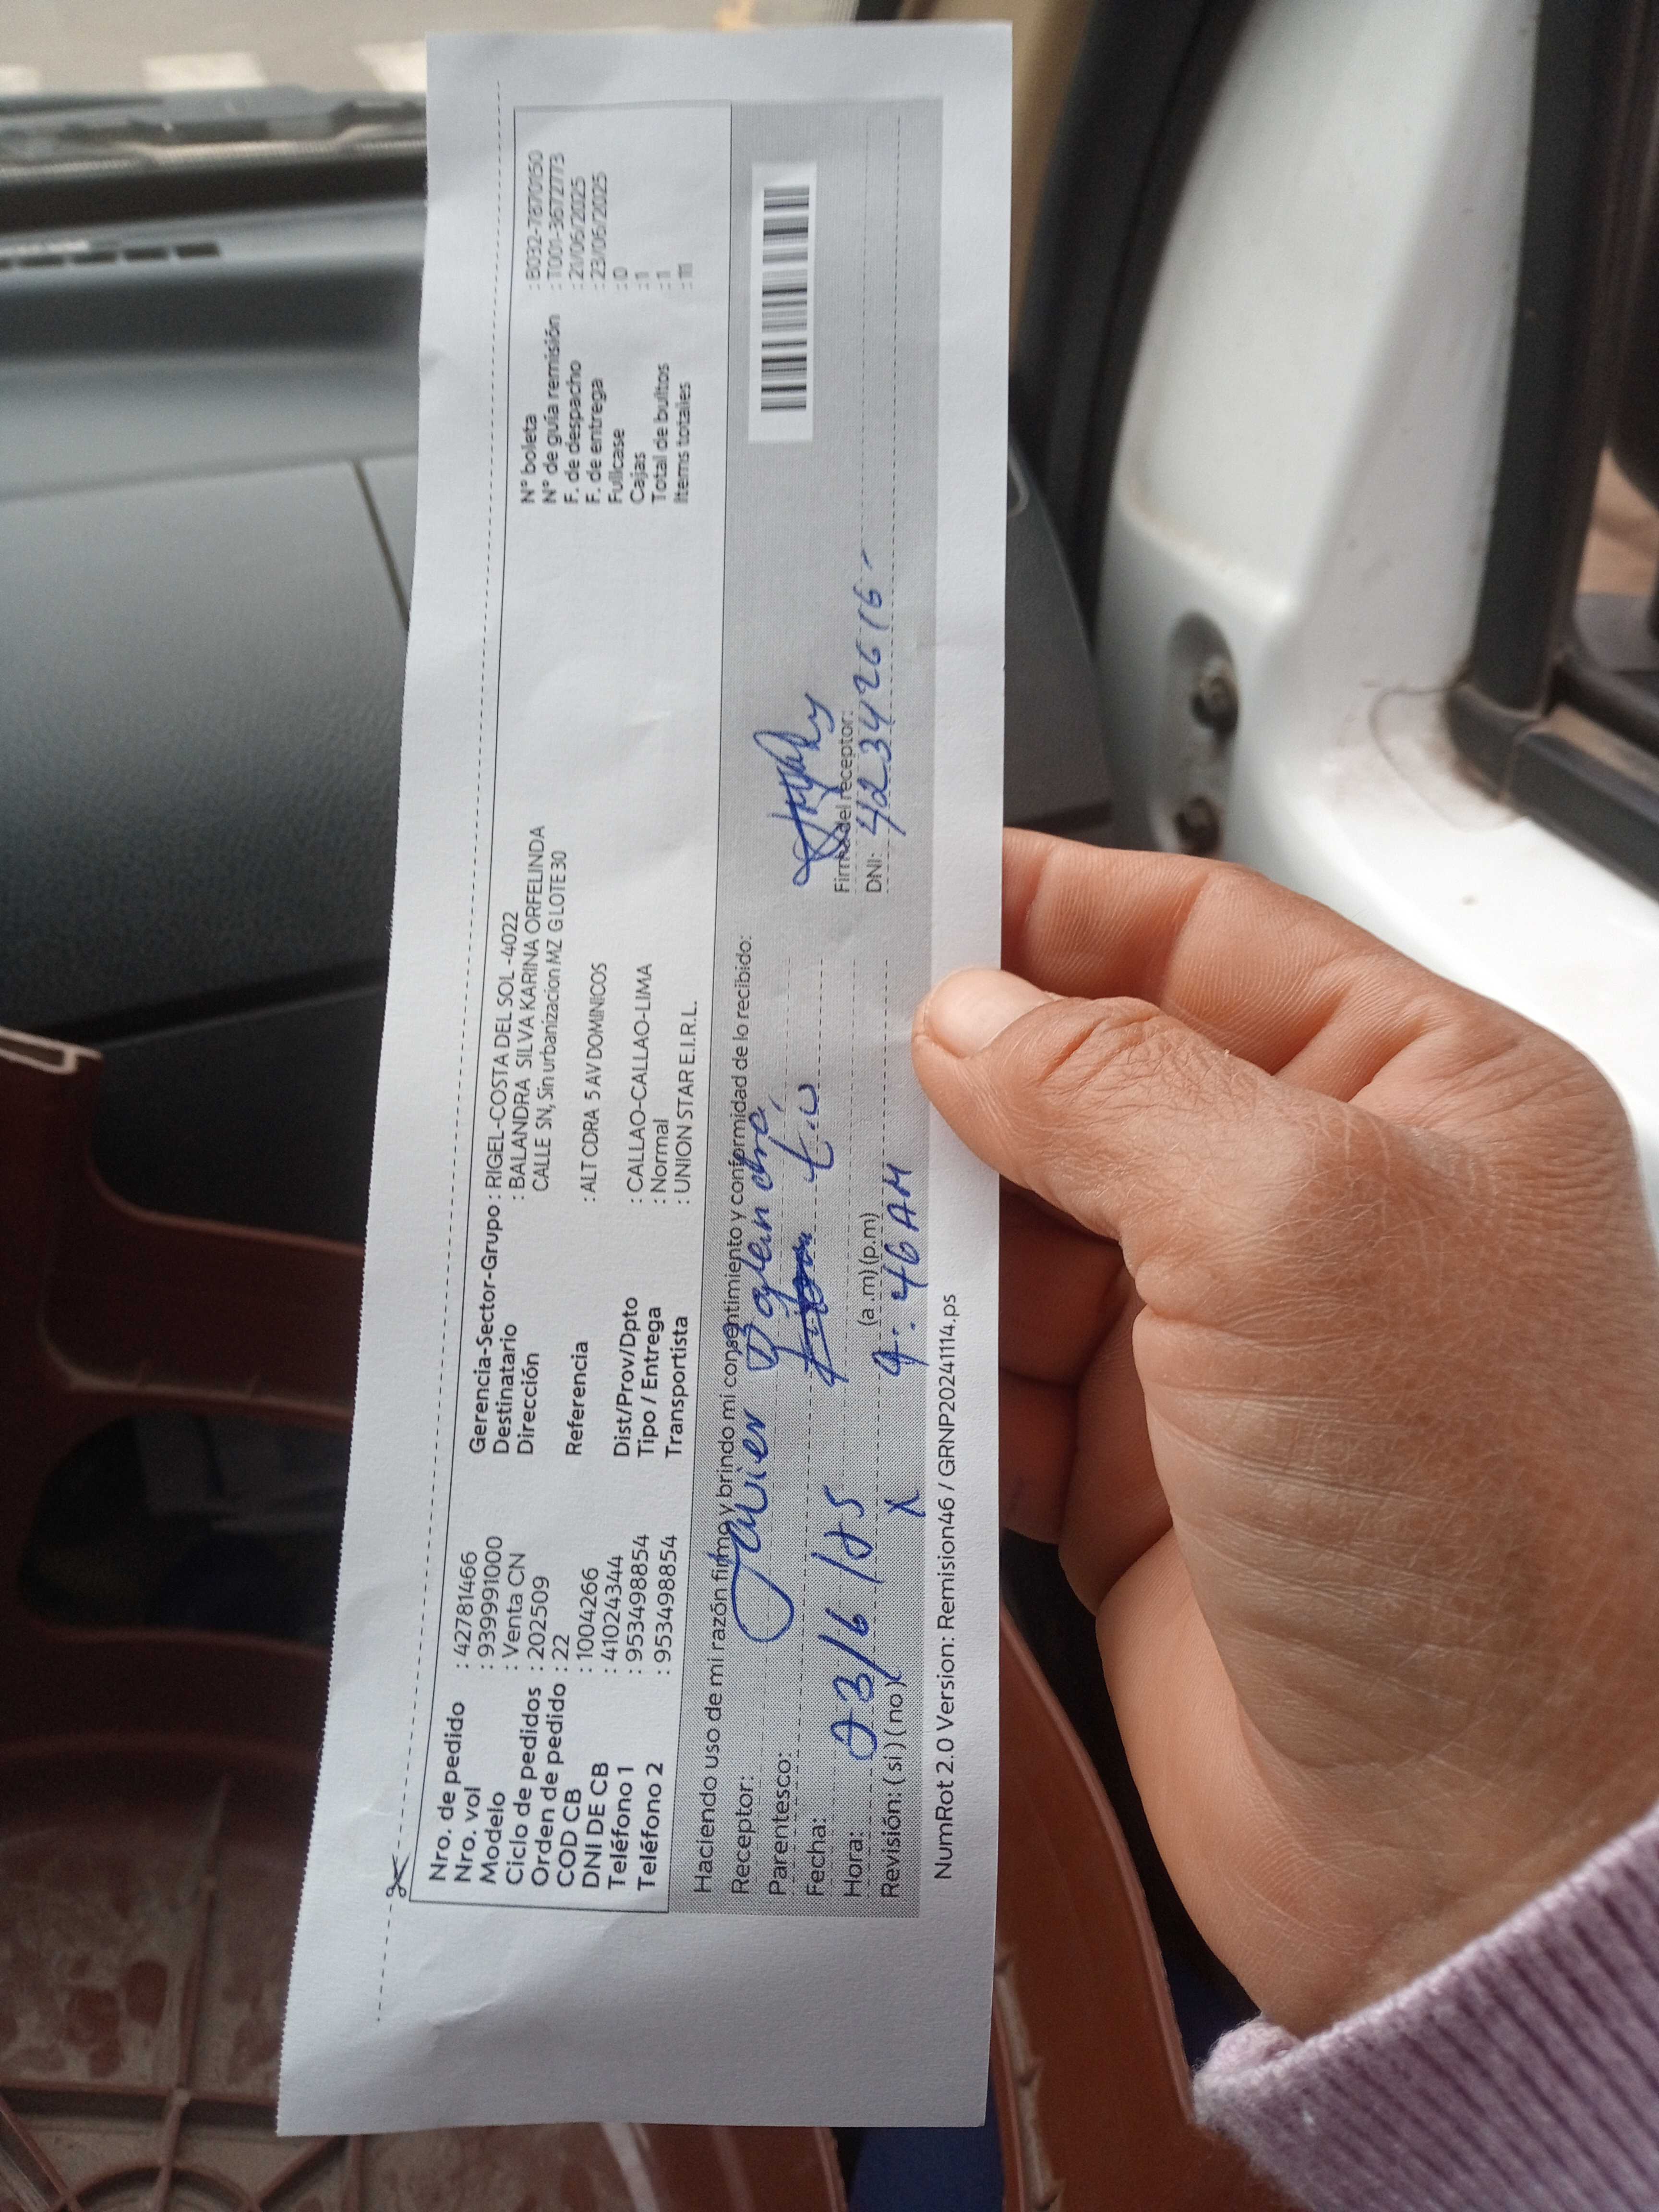 Nro. de pedido : 42781466
Nro. vol : 939991000
Modelo : Venta CN
Ciclo de pedidos : 202509
Orden de pedido : 22
COD CB : 1004266
DNI DE CB : 41024344
Teléfono 1 : 953498854
Teléfono 2 : 953498854
Gerencia-Sector-Grupo : RIGEL-COSTA DEL SOL -4022
Destinatario : BALANDRA SILVA KARINA ORFELINDA
Dirección CALLE SN, Sin urbanizacion MZ G LOTE 30
Referencia : ALT CDRA 5 AV DOMINICOS
Dist/Prov/Dpto : CALLAO-CALLAO-LIMA
Tipo / Entrega : Normal
Transportista : UNION STAR E.I.R.L.
N° boleta : B032-78701150
N° de guía remisión : T001-36772773
F. de despacho : 21/06/2025
F. de entrega : 23/06/2025
Fullcase : 0
Cajas : 1
Total de bultos : 1
Items totales : 11
Haciendo uso de mi razón firmo y brindo mi consentimiento y conformidad de lo recibido:
Receptor: Javier
Parentesco:
Fecha: 23/6/25
Hora: (a.m) (p.m) 9:46 AM
Revisión: ( si ) ( no ) X
Firma del receptor:
DNI: 42342616
NumRot 2.0 Version: Remision46 / GRNP20241114.ps